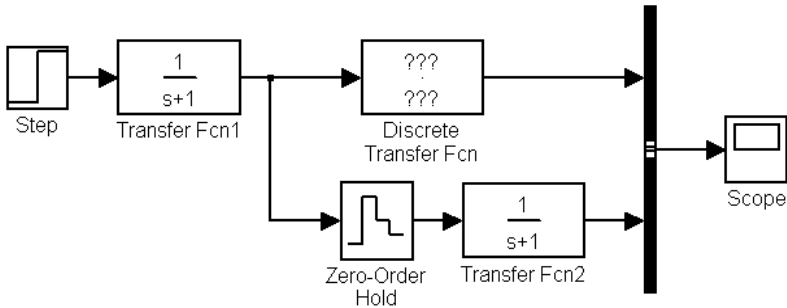 Step
1
s+1
Transfer Fcn1
???
???
Discrete
Transfer Fcn
Zero-Order
Hold
1
s+1
Transfer Fcn2
Scope